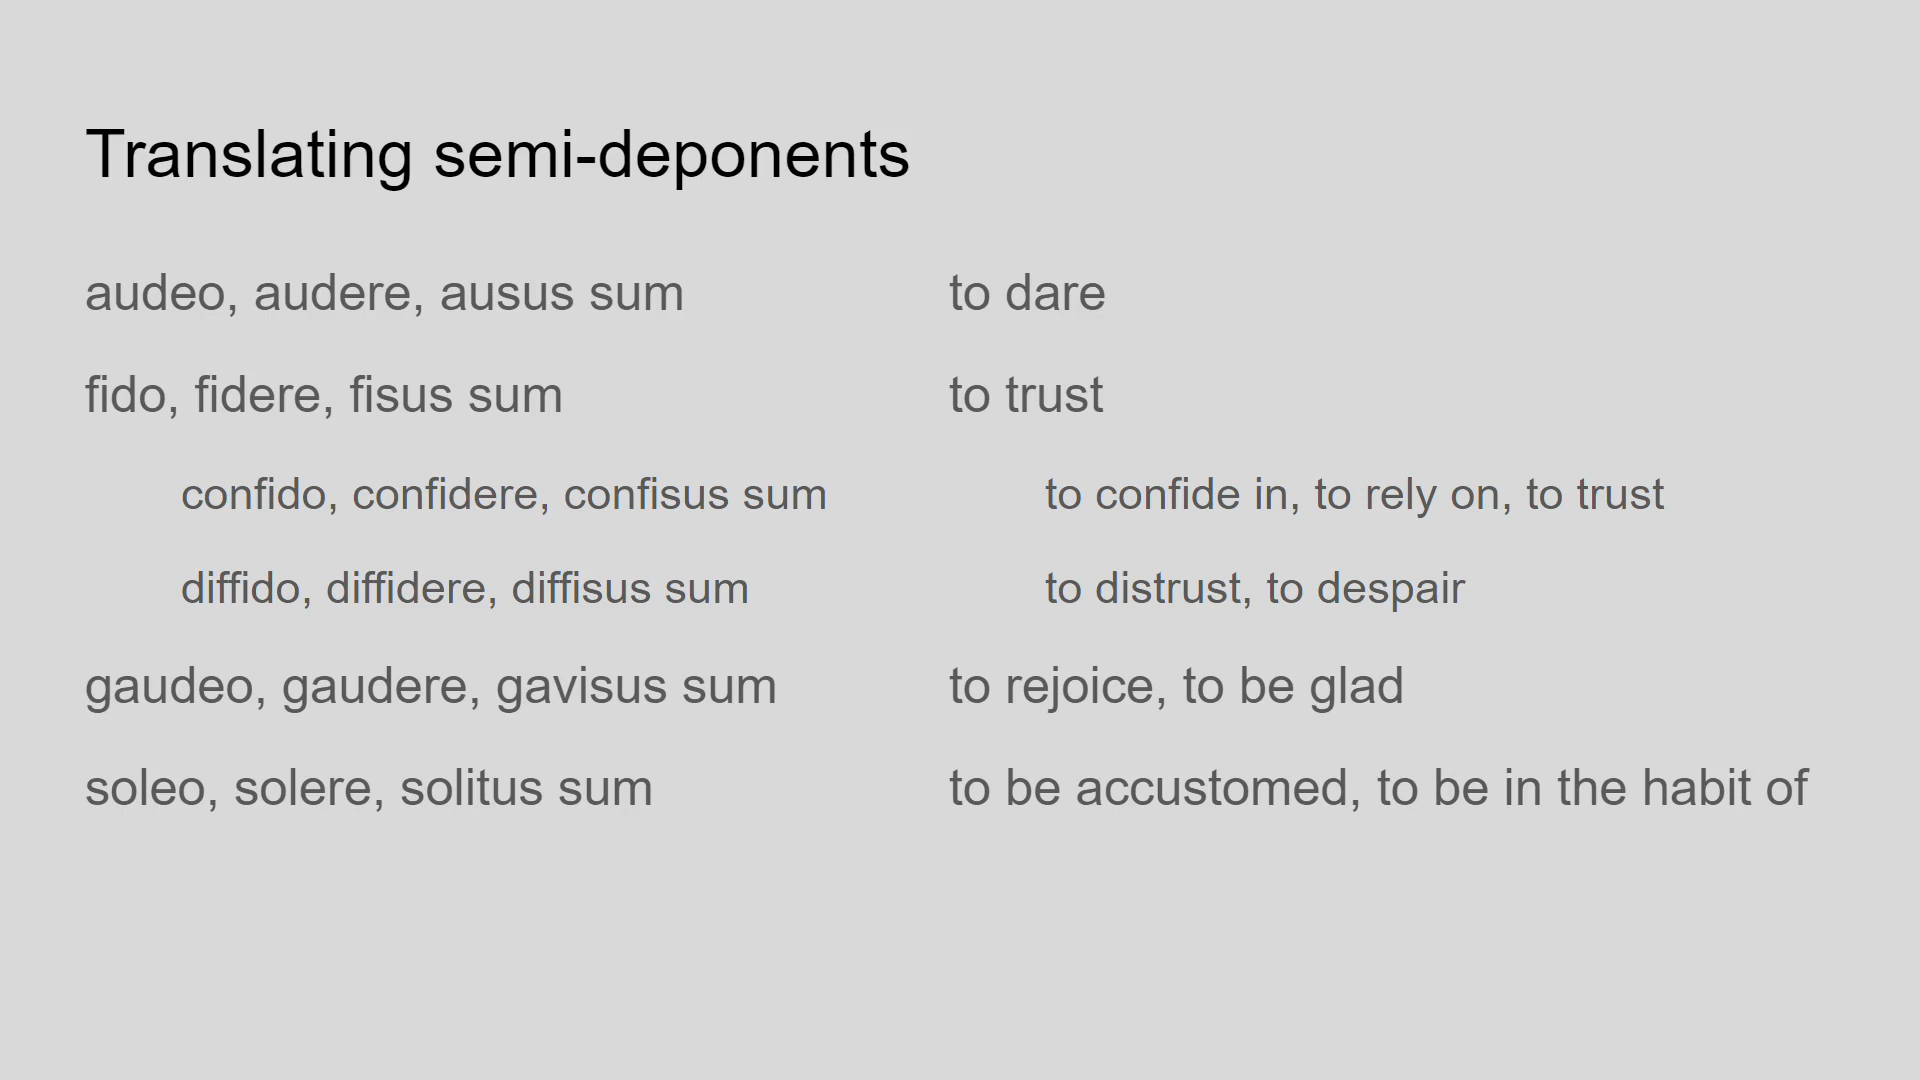 Translating semi-deponents
audeo, audere, ausus sum to dare
fido, fidere, fisus sum to trust
confido, confidere, confisus sum to confide in, to rely on, to trust
diffido, diffidere, diffisus sum to distrust, to despair
gaudeo, gaudere, gavisus sum to rejoice, to be glad
soleo, solere, solitus sum to be accustomed, to be in the habit of